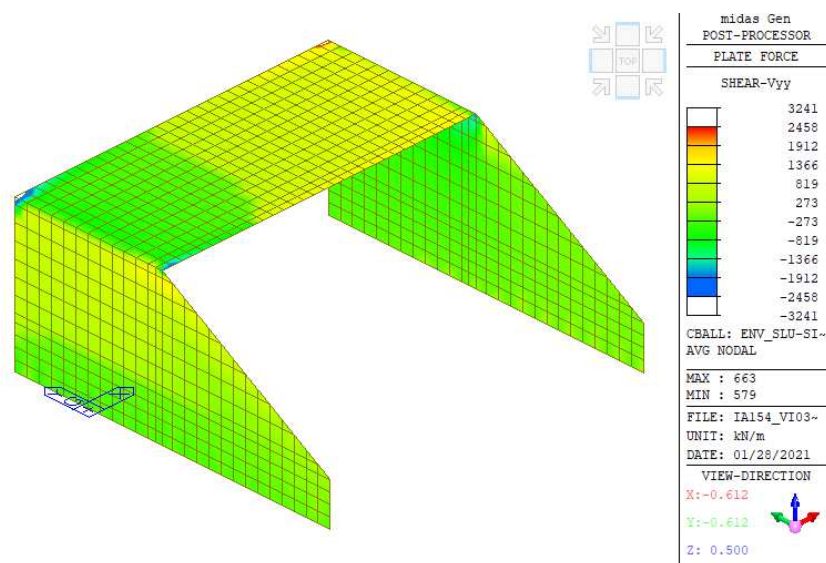 TOP
midas Gen
POST-PROCESSOR
PLATE FORCE
SHEAR-Vyy
3241
2458
1912
1366
819
273
-273
-819
-1366
-1912
-2458
-3241
CBALL: ENV_SLU-SI~
AVG NODAL
MAX : 663
MIN : 579
FILE: IA154_VI03~
UNIT: kN/m
DATE: 01/28/2021
VIEW-DIRECTION
X:-0.612
Y:-0.612
Z: 0.500